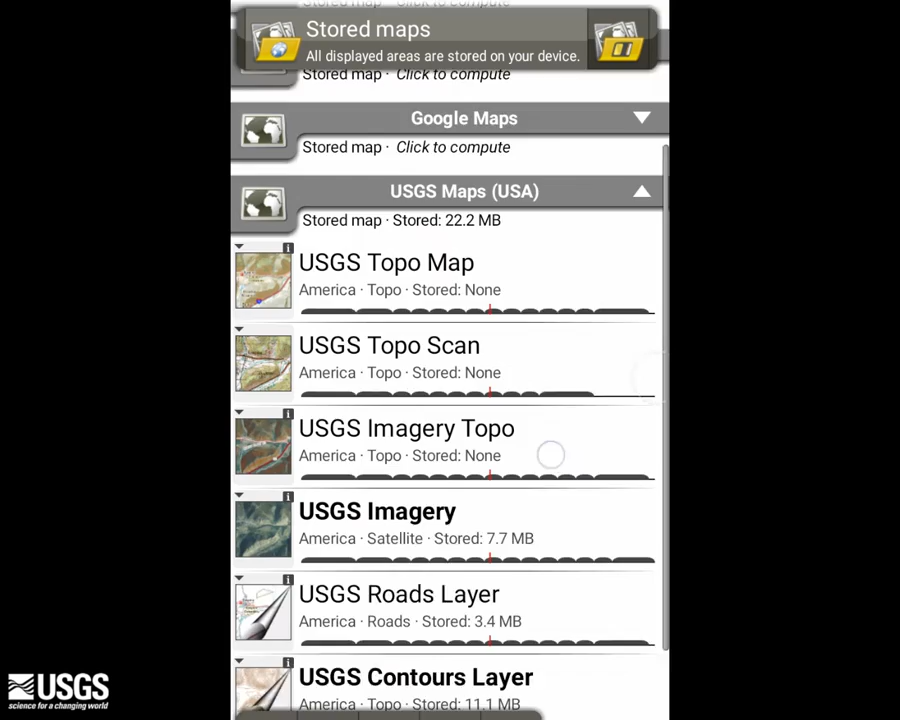 Stored maps
All displayed areas are stored on your device.
Stored map · Click to compute
Google Maps
Stored map · Click to compute
USGS Maps (USA)
Stored map · Stored: 22.2 MB
USGS Topo Map
America · Topo · Stored: None
USGS Topo Scan
America · Topo · Stored: None
USGS Imagery Topo
America · Topo · Stored: None
USGS Imagery
America · Satellite · Stored: 7.7 MB
USGS Roads Layer
America · Roads · Stored: 3.4 MB
USGS Contours Layer
America · Topo · Stored: 11.1 MB
USGS
science for a changing world